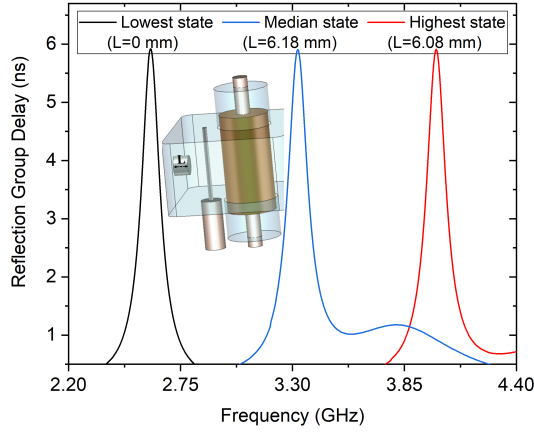 Lowest state Median state Highest state
(L=0 mm) (L=6.18 mm) (L=6.08 mm)
6
5
4
3
2
1
Reflection Group Delay (ns)
L
2.20 2.75 3.30 3.85 4.40
Frequency (GHz)